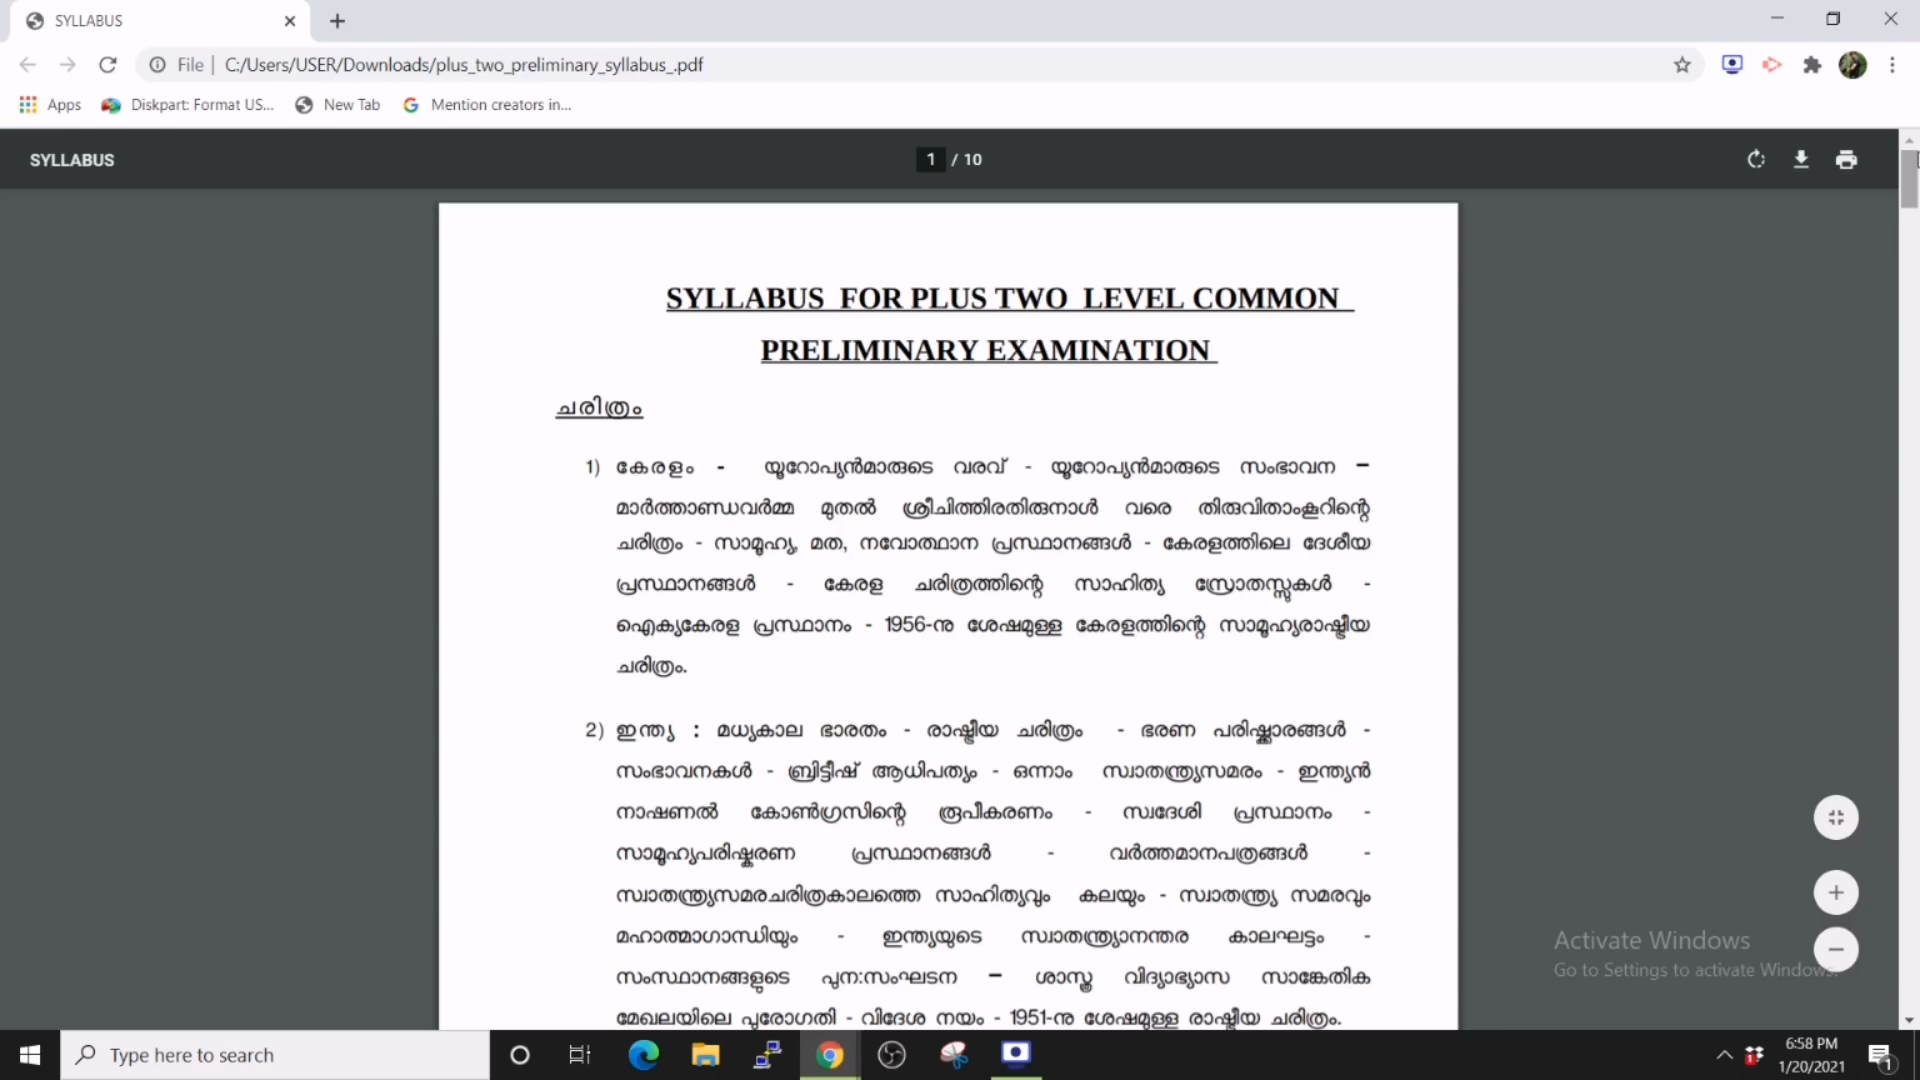 SYLLABUS
File | C:/Users/USER/Downloads/plus_two_preliminary_syllabus_.pdf
Apps Diskpart: Format US... New Tab Mention creators in...
SYLLABUS 1 / 10
SYLLABUS FOR PLUS TWO LEVEL COMMON
PRELIMINARY EXAMINATION
ചരിത്രം
1) കേരളം - യൂറോപ്യൻമാരുടെ വരവ് - യൂറോപ്യൻമാരുടെ സംഭാവന –
മാർത്താണ്ഡവർമ്മ മുതൽ ശ്രീചിത്തിരതിരുനാൾ വരെ തിരുവിതാംകൂറിന്റെ
ചരിത്രം - സാമൂഹ്യ, മത, നവോത്ഥാന പ്രസ്ഥാനങ്ങൾ - കേരളത്തിലെ ദേശീയ
പ്രസ്ഥാനങ്ങൾ - കേരള ചരിത്രത്തിന്റെ സാഹിത്യ സ്രോതസ്സുകൾ -
ഐക്യകേരള പ്രസ്ഥാനം - 1956-നു ശേഷമുള്ള കേരളത്തിന്റെ സാമൂഹ്യരാഷ്ട്രീയ
ചരിത്രം.
2) ഇന്ത്യ : മധ്യകാല ഭാരതം - രാഷ്ട്രീയ ചരിത്രം - ഭരണ പരിഷ്ക്കാരങ്ങൾ -
സംഭാവനകൾ - ബ്രിട്ടീഷ് ആധിപത്യം - ഒന്നാം സ്വാതന്ത്ര്യസമരം - ഇന്ത്യൻ
നാഷണൽ കോൺഗ്രസിന്റെ രൂപീകരണം - സ്വദേശി പ്രസ്ഥാനം -
സാമൂഹ്യപരിഷ്കരണ പ്രസ്ഥാനങ്ങൾ - വർത്തമാനപത്രങ്ങൾ -
സ്വാതന്ത്ര്യസമരചരിത്രകാലത്തെ സാഹിത്യവും കലയും - സ്വാതന്ത്ര്യ സമരവും
മഹാത്മാഗാന്ധിയും - ഇന്ത്യയുടെ സ്വാതന്ത്ര്യാനന്തര കാലഘട്ടം -
സംസ്ഥാനങ്ങളുടെ പുന:സംഘടന – ശാസ്ത്ര വിദ്യാഭ്യാസ സാങ്കേതിക
മേഖലയിലെ പുരോഗതി - വിദേശ നയം - 1951-നു ശേഷമുള്ള രാഷ്ട്രീയ ചരിത്രം.
Activate Windows
Go to Settings to activate Windows.
Type here to search
6:58 PM
1/20/2021
1